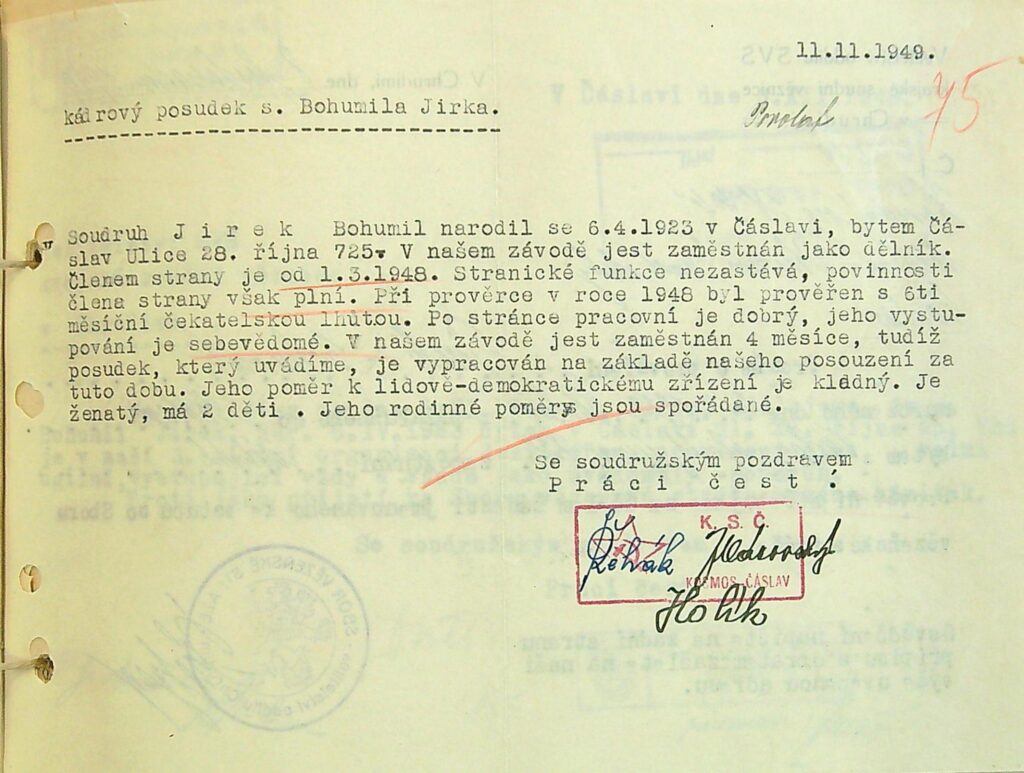 11.11.1949.
75
kádrový posudek s. Bohumila Jirka.
Soudruh J i r e k Bohumil narodil se 6.4.1923 v Čáslavi, bytem Čá-
slav Ulice 28. října 725. V našem závodě jest zaměstnán jako dělník.
Členem strany je od 1.3.1948. Stranické funkce nezastává, povinnosti
člena strany však plní. Při prověrce v roce 1948 byl prověřen s 6ti
měsíční čekatelskou lhůtou. Po stránce pracovní je dobrý, jeho vystu-
pování je sebevědomé. V našem závodě jest zaměstnán 4 měsíce, tudíž
posudek, který uvádíme, je vypracován na základě našeho posouzení za
tuto dobu. Jeho poměr k lidově-demokratickému zřízení je kladný. Je
ženatý, má 2 děti . Jeho rodinné poměry jsou spořádané.
Se soudružským pozdravem
P r á c i č e s t !
K. S. Č.
Řehák
KOSMOS-ČÁSLAV
Holík